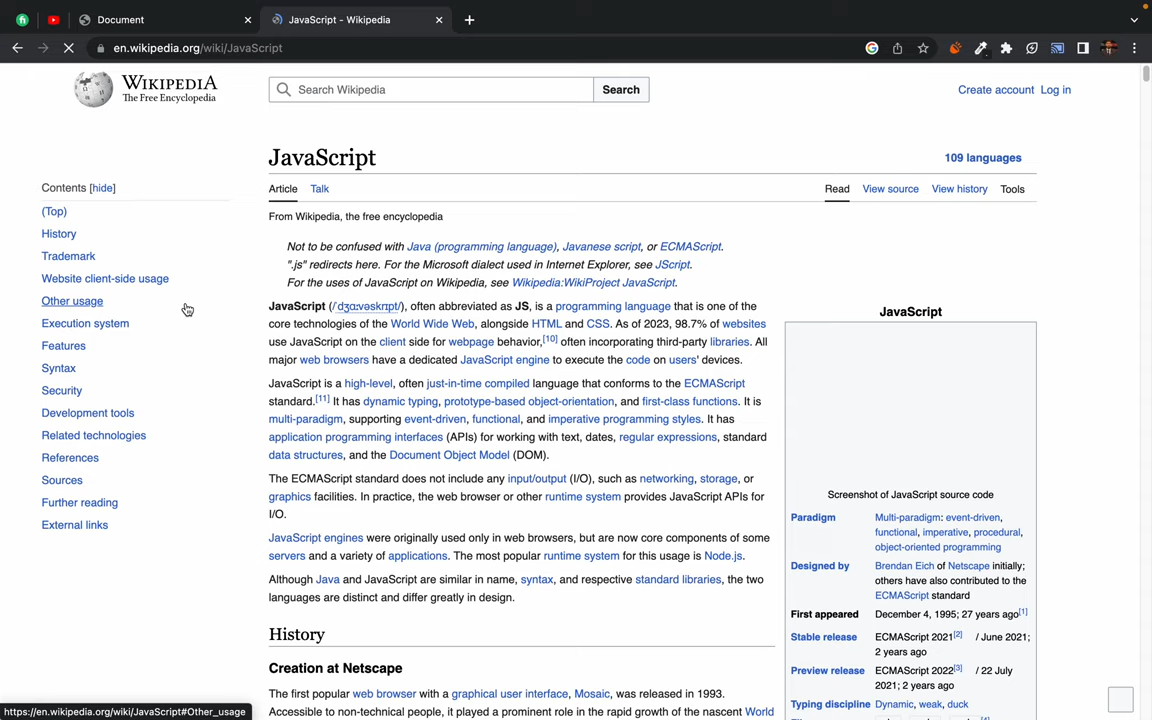 Document
JavaScript - Wikipedia
en.wikipedia.org/wiki/JavaScript
WIKIPEDIA
The Free Encyclopedia
Search Wikipedia
Search
Create account Log in
JavaScript
109 languages
Article Talk
Read View source View history Tools
From Wikipedia, the free encyclopedia
Contents [hide]
(Top)
History
Trademark
Website client-side usage
Other usage
Execution system
Features
Syntax
Security
Development tools
Related technologies
References
Sources
Further reading
External links
Not to be confused with Java (programming language), Javanese script, or ECMAScript.
".js" redirects here. For the Microsoft dialect used in Internet Explorer, see JScript.
For the uses of JavaScript on Wikipedia, see Wikipedia:WikiProject JavaScript.
JavaScript (/ˈdʒɑːvəskrɪpt/), often abbreviated as JS, is a programming language that is one of the
core technologies of the World Wide Web, alongside HTML and CSS. As of 2023, 98.7% of websites
use JavaScript on the client side for webpage behavior,[10] often incorporating third-party libraries. All
major web browsers have a dedicated JavaScript engine to execute the code on users' devices.
JavaScript is a high-level, often just-in-time compiled language that conforms to the ECMAScript
standard.[11] It has dynamic typing, prototype-based object-orientation, and first-class functions. It is
multi-paradigm, supporting event-driven, functional, and imperative programming styles. It has
application programming interfaces (APIs) for working with text, dates, regular expressions, standard
data structures, and the Document Object Model (DOM).
The ECMAScript standard does not include any input/output (I/O), such as networking, storage, or
graphics facilities. In practice, the web browser or other runtime system provides JavaScript APIs for
I/O.
JavaScript engines were originally used only in web browsers, but are now core components of some
servers and a variety of applications. The most popular runtime system for this usage is Node.js.
Although Java and JavaScript are similar in name, syntax, and respective standard libraries, the two
languages are distinct and differ greatly in design.
History
Creation at Netscape
The first popular web browser with a graphical user interface, Mosaic, was released in 1993.
Accessible to non-technical people, it played a prominent role in the rapid growth of the nascent World
JavaScript
Screenshot of JavaScript source code
Paradigm Multi-paradigm: event-driven,
functional, imperative, procedural,
object-oriented programming
Designed by Brendan Eich of Netscape initially;
others have also contributed to the
ECMAScript standard
First appeared December 4, 1995; 27 years ago[1]
Stable release ECMAScript 2021[2] / June 2021;
2 years ago
Preview release ECMAScript 2022[3] / 22 July
2021; 2 years ago
Typing discipline Dynamic, weak, duck
https://en.wikipedia.org/wiki/JavaScript#Other_usage